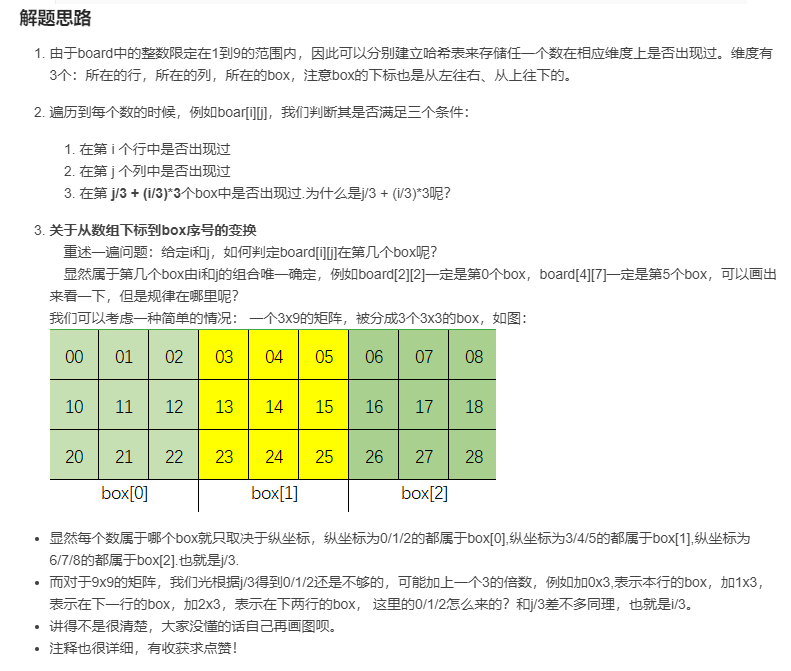 解题思路
1. 由于board中的整数限定在1到9的范围内，因此可以分别建立哈希表来存储任一个数在相应维度上是否出现过。维度有
3个：所在的行，所在的列，所在的box，注意box的下标也是从左往右、从上往下的。
2. 遍历到每个数的时候，例如boar[i][j]，我们判断其是否满足三个条件：
1. 在第 i 个行中是否出现过
2. 在第 j 个列中是否出现过
3. 在第 j/3 + (i/3)*3个box中是否出现过.为什么是j/3 + (i/3)*3呢？
3. 关于从数组下标到box序号的变换
重述一遍问题：给定i和j，如何判定board[i][j]在第几个box呢？
显然属于第几个box由i和j的组合唯一确定，例如board[2][2]一定是第0个box，board[4][7]一定是第5个box，可以画出
来看一下，但是规律在哪里呢？
我们可以考虑一种简单的情况： 一个3x9的矩阵，被分成3个3x3的box，如图：
00 01 02 03 04 05 06 07 08
10 11 12 13 14 15 16 17 18
20 21 22 23 24 25 26 27 28
box[0] box[1] box[2]
• 显然每个数属于哪个box就只取决于纵坐标，纵坐标为0/1/2的都属于box[0],纵坐标为3/4/5的都属于box[1],纵坐标为
6/7/8的都属于box[2].也就是j/3.
• 而对于9x9的矩阵，我们光根据j/3得到0/1/2还是不够的，可能加上一个3的倍数，例如加0x3,表示本行的box，加1x3，
表示在下一行的box，加2x3，表示在下两行的box， 这里的0/1/2怎么来的？和j/3差不多同理，也就是i/3。
• 讲得不是很清楚，大家没懂的话自己再画图呗。
• 注释也很详细，有收获求点赞！